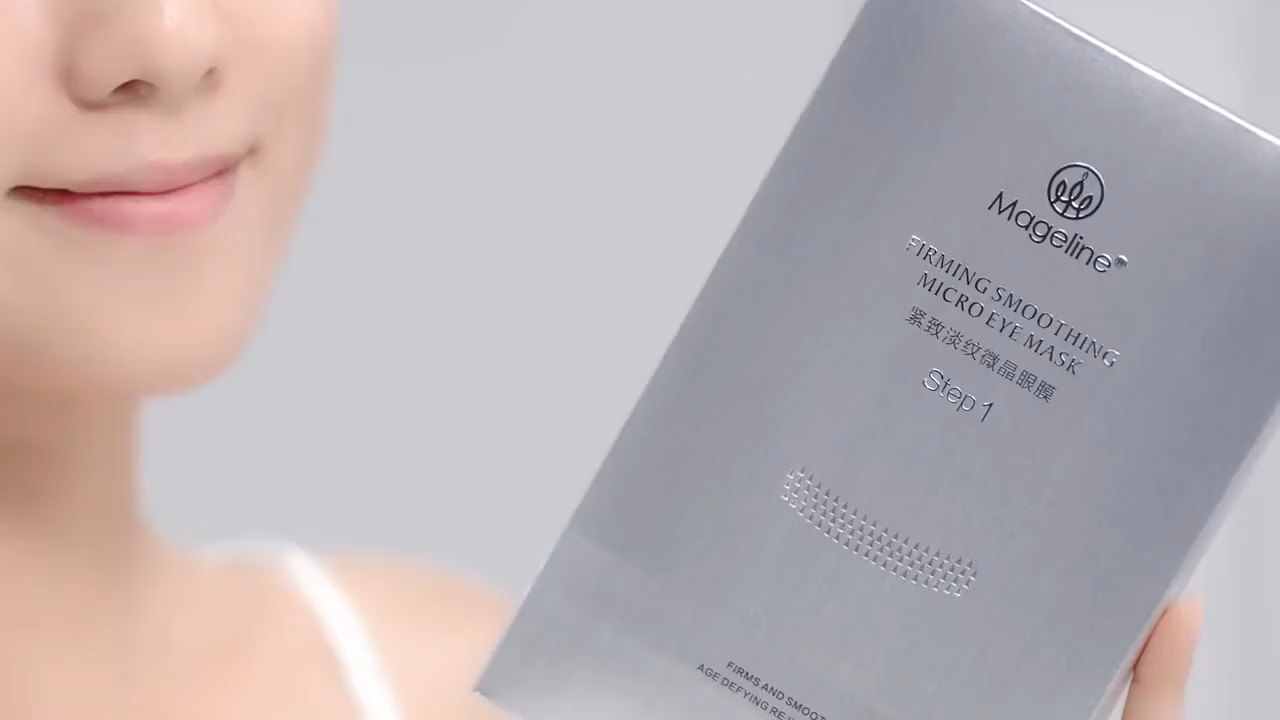 Mageline
FIRMING SMOOTHING
MICRO EYE MASK
紧致淡纹微晶眼膜
Step 1
FIRMS AND SMOOT
AGE DEFYING